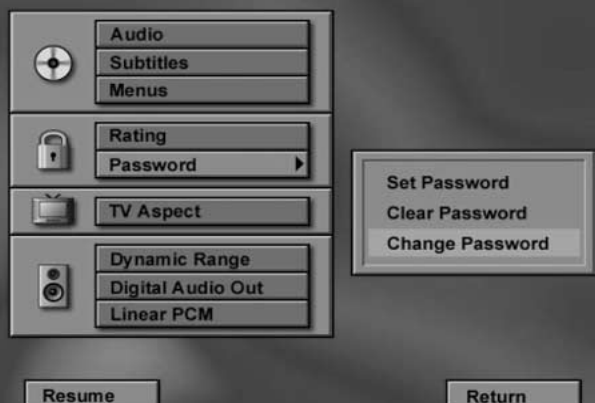 Audio
Subtitles
Menus
Rating
Password
TV Aspect
Dynamic Range
Digital Audio Out
Linear PCM
Set Password
Clear Password
Change Password
Resume
Return